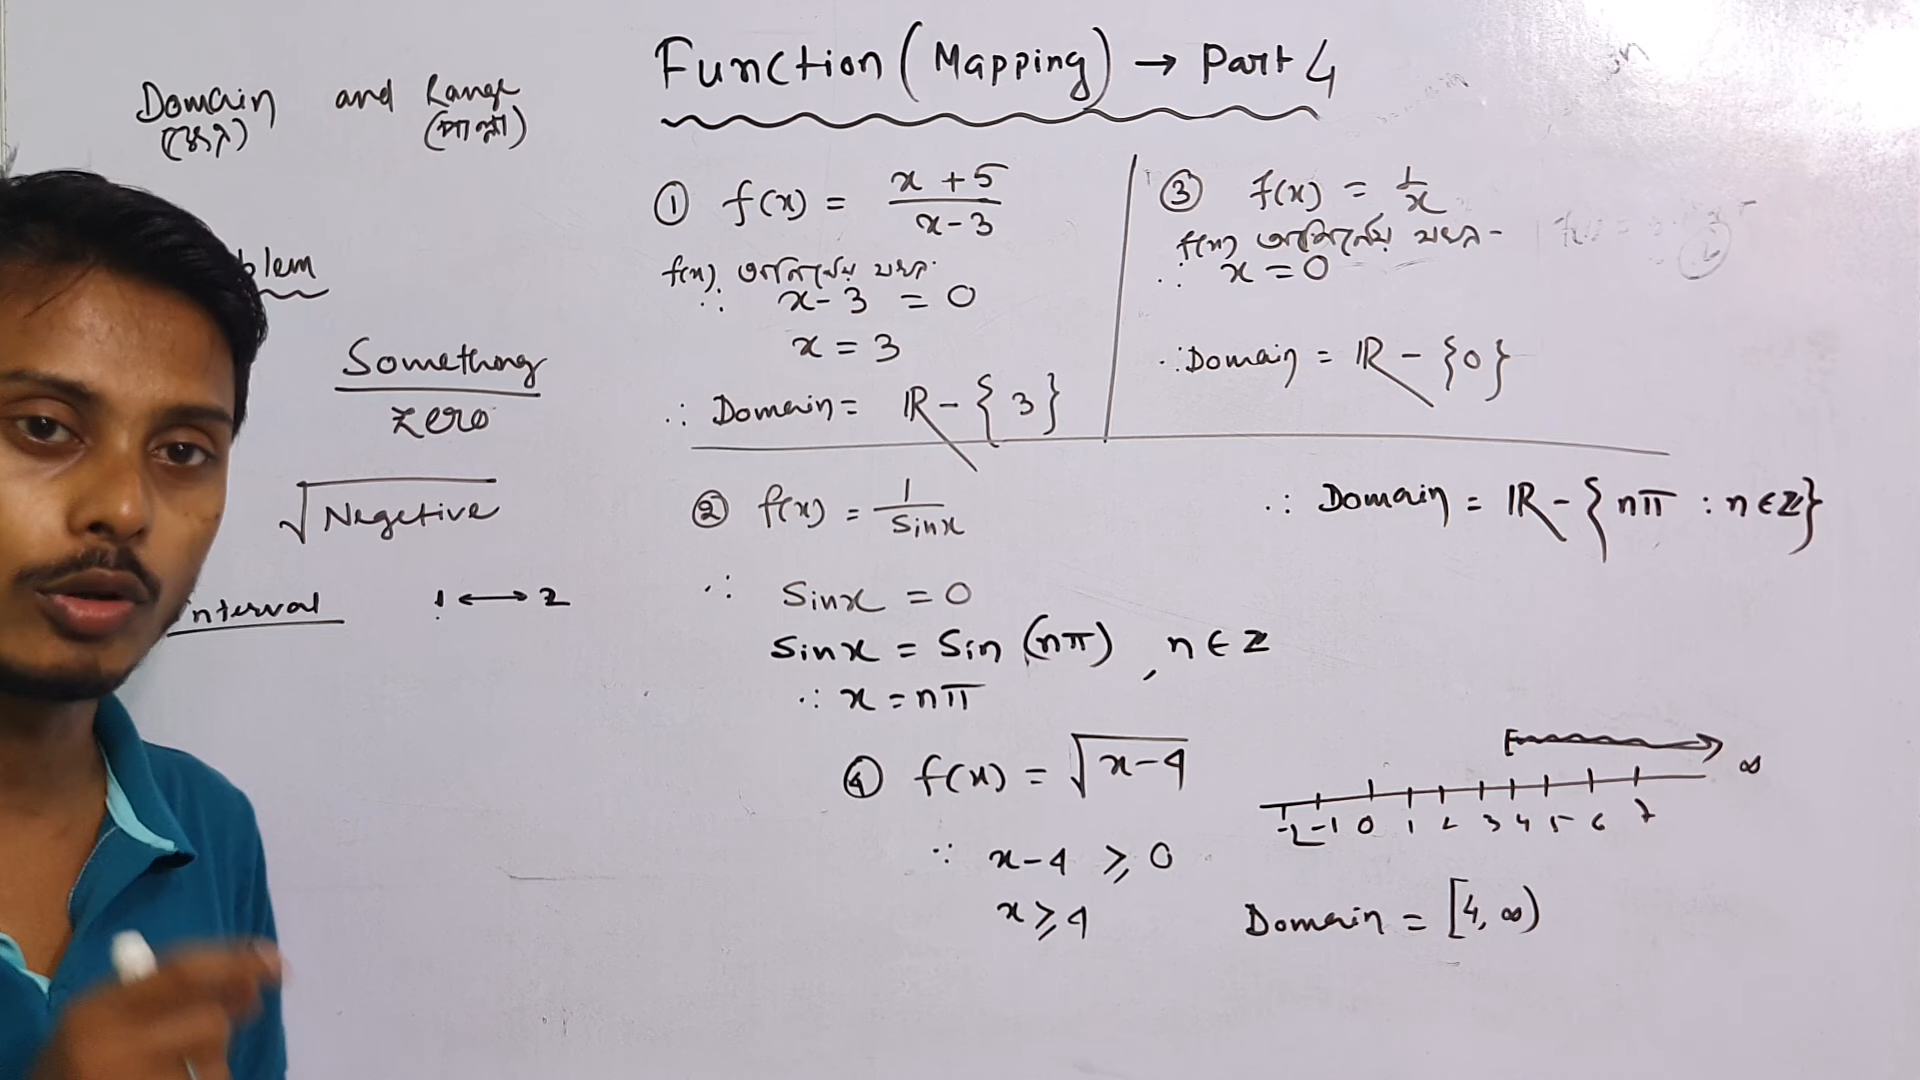 Function (Mapping) → Part 4
Domain and Range
(পাল্লা)
blem
Something
Zero
√Negetive
nterval 1 ⟷ 2
① f(x) = (x + 5)/(x - 3)
f(x)
∴ x - 3 = 0
x = 3
∴ Domain = ℝ - {3}
③ f(x) = 1/x
f(x)
∴ x = 0
∴ Domain = ℝ - {0}
② f(x) = 1/Sinx
∴ Sinx = 0
Sinx = Sin (nπ), n ∈ Z
∴ x = nπ
∴ Domain = ℝ - {nπ : n ∈ Z}
④ f(x) = √(x-4)
∵ x - 4 ⩾ 0
x ⩾ 4
∞
-2 -1 0 1 2 3 4 5 6 7
Domain = [4, ∞)